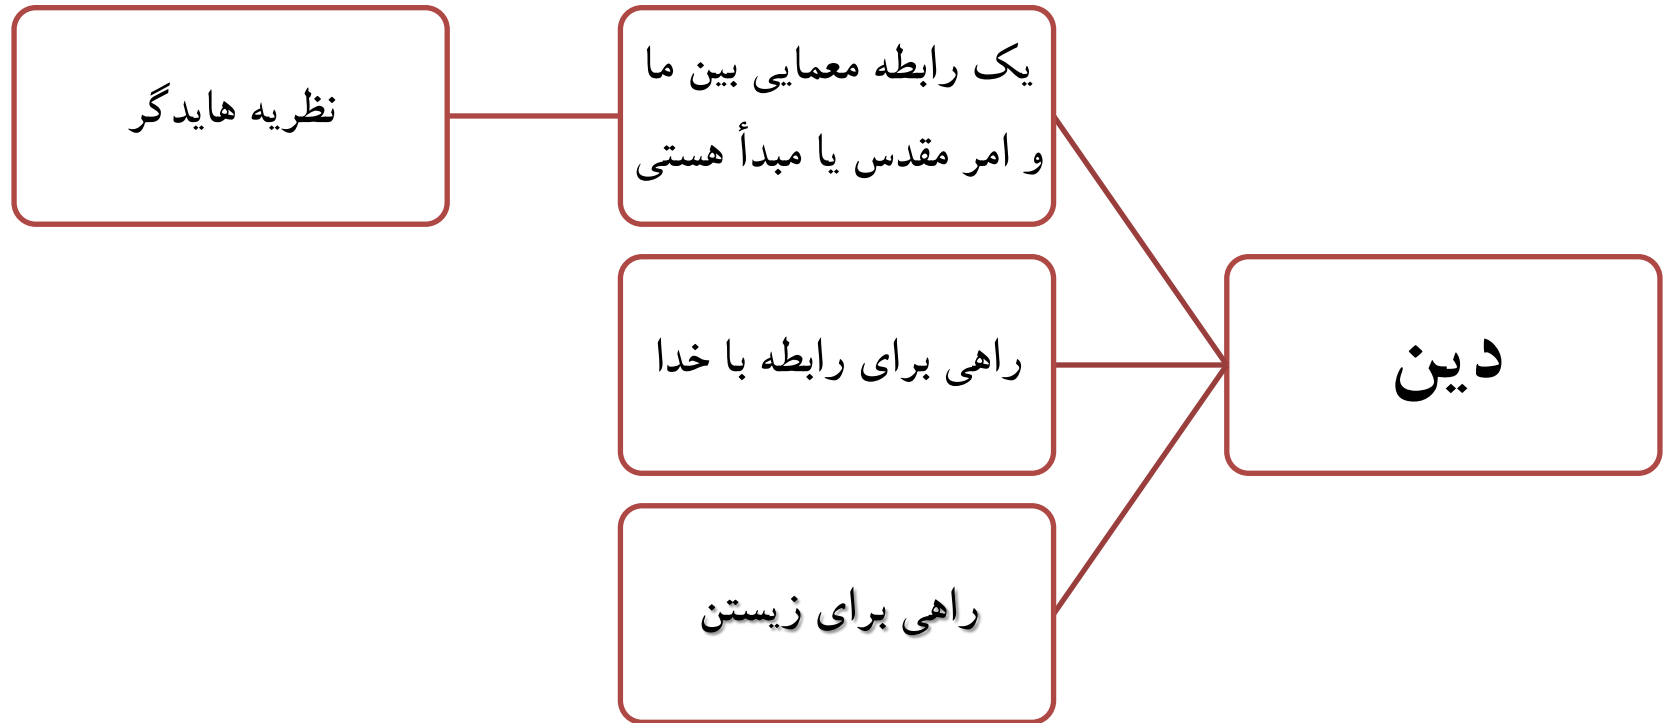 دین
یک رابطه معمایی بین ما
و امر مقدس یا مبدأ هستی
نظریه هایدگر
راهی برای رابطه با خدا
راهی برای زیستن